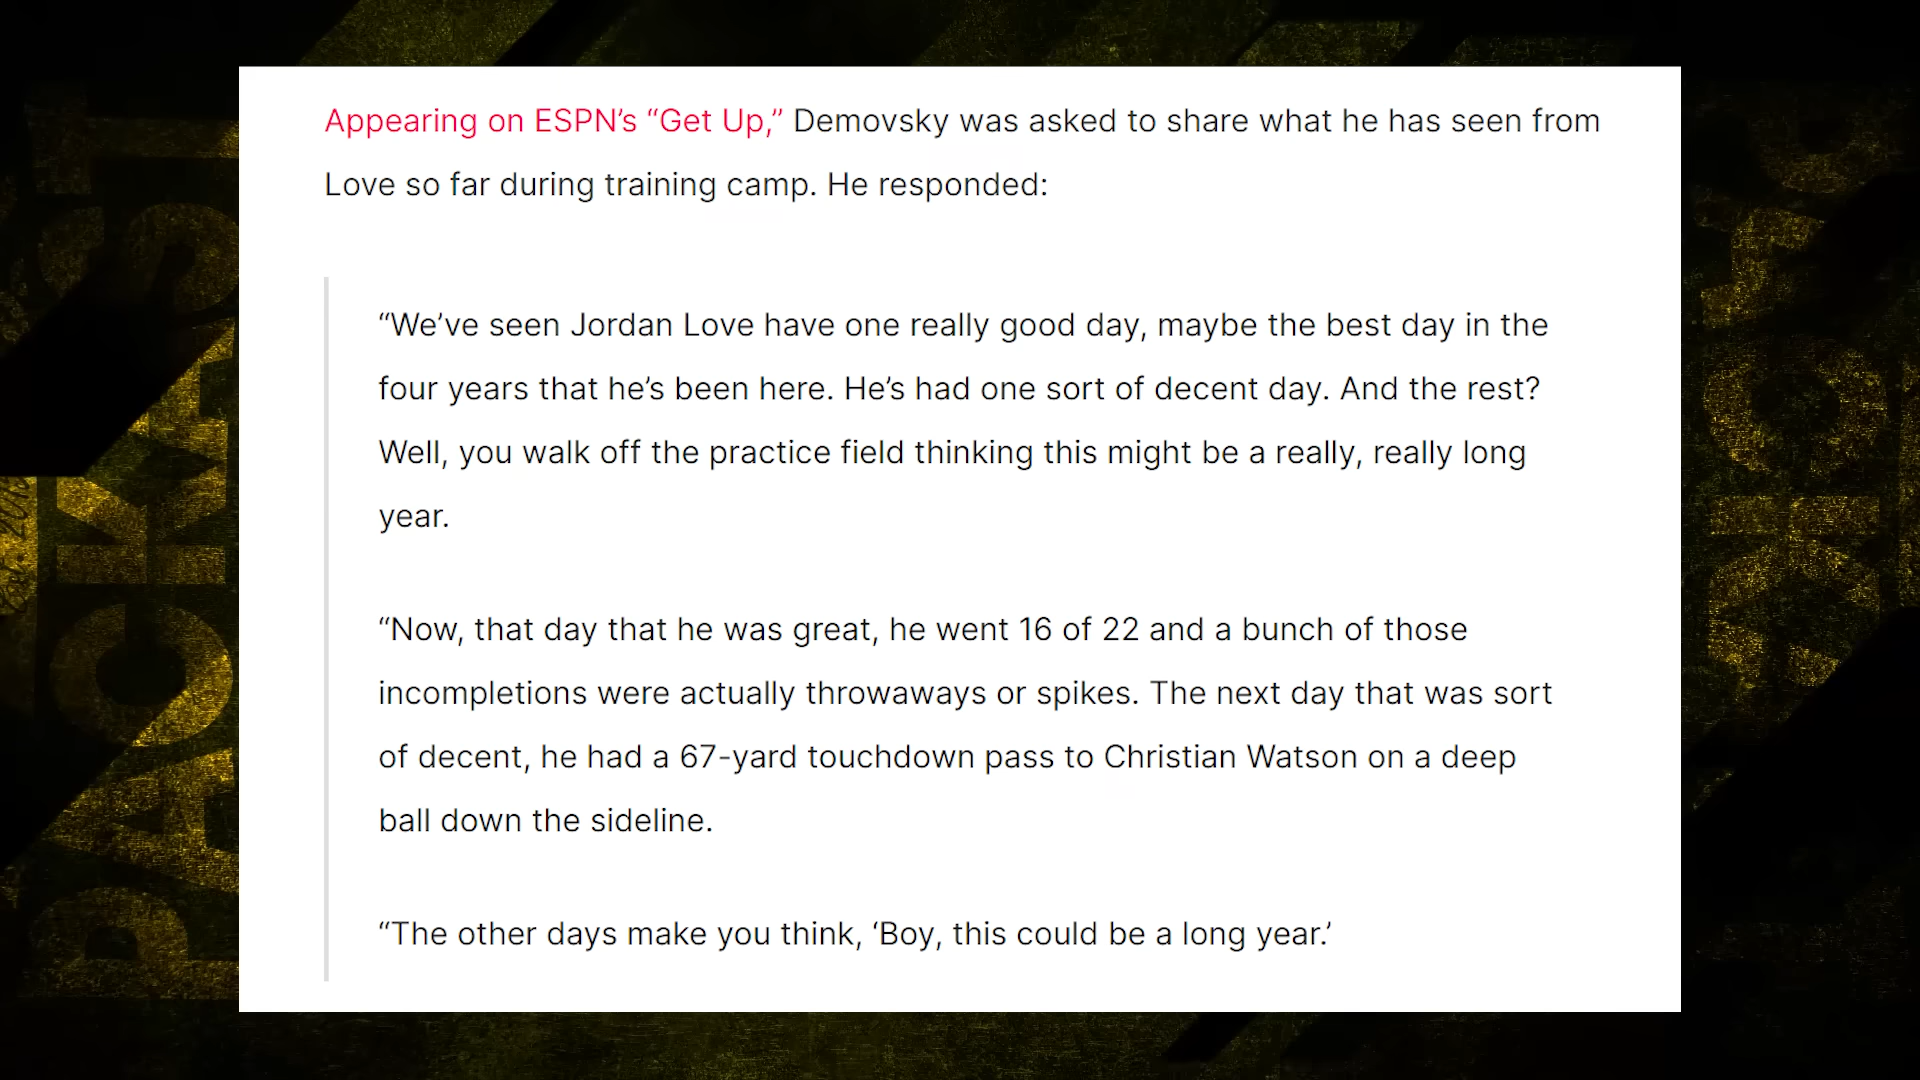 Appearing on ESPN’s “Get Up,” Demovsky was asked to share what he has seen from
Love so far during training camp. He responded:
“We’ve seen Jordan Love have one really good day, maybe the best day in the
four years that he’s been here. He’s had one sort of decent day. And the rest?
Well, you walk off the practice field thinking this might be a really, really long
year.
“Now, that day that he was great, he went 16 of 22 and a bunch of those
incompletions were actually throwaways or spikes. The next day that was sort
of decent, he had a 67-yard touchdown pass to Christian Watson on a deep
ball down the sideline.
“The other days make you think, ‘Boy, this could be a long year.’
PACKAST